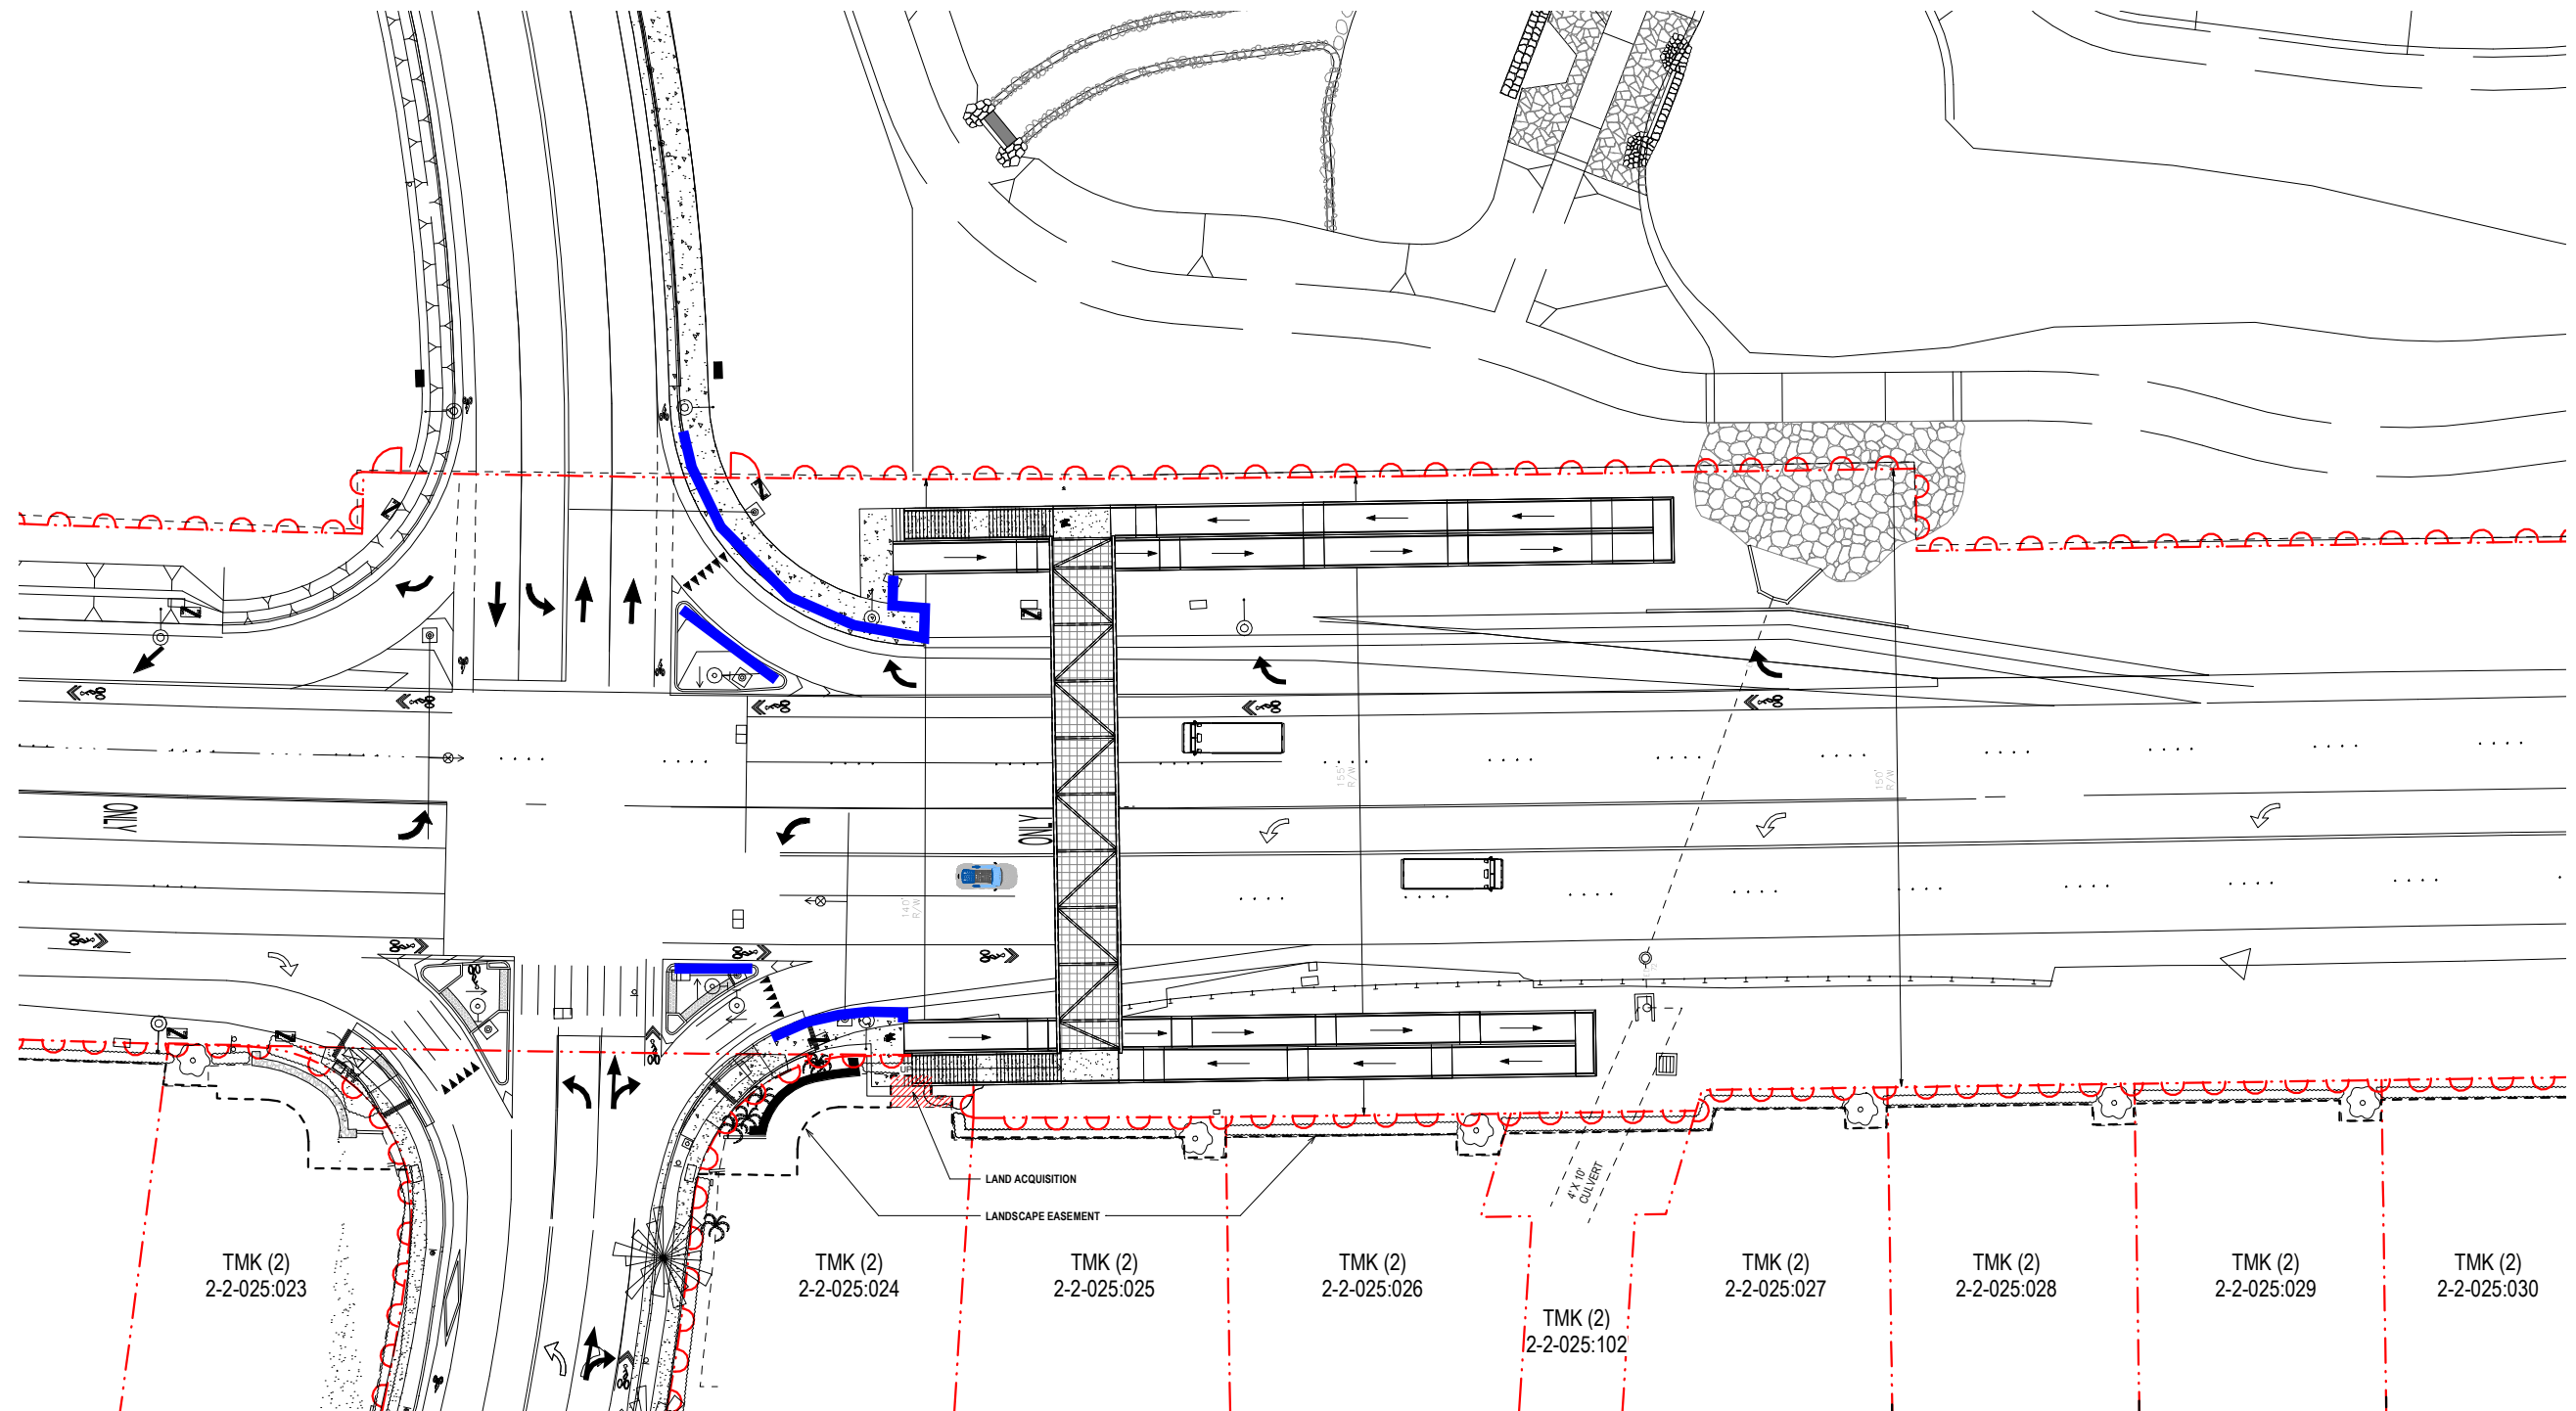 155'
R/W
150'
R/W
ONLY
ONLY
140'
R/W
LAND ACQUISITION
LANDSCAPE EASEMENT
4' X 10'
CULVERT
TMK (2)
2-2-025:023
TMK (2)
2-2-025:024
TMK (2)
2-2-025:025
TMK (2)
2-2-025:026
TMK (2)
2-2-025:102
TMK (2)
2-2-025:027
TMK (2)
2-2-025:028
TMK (2)
2-2-025:029
TMK (2)
2-2-025:030